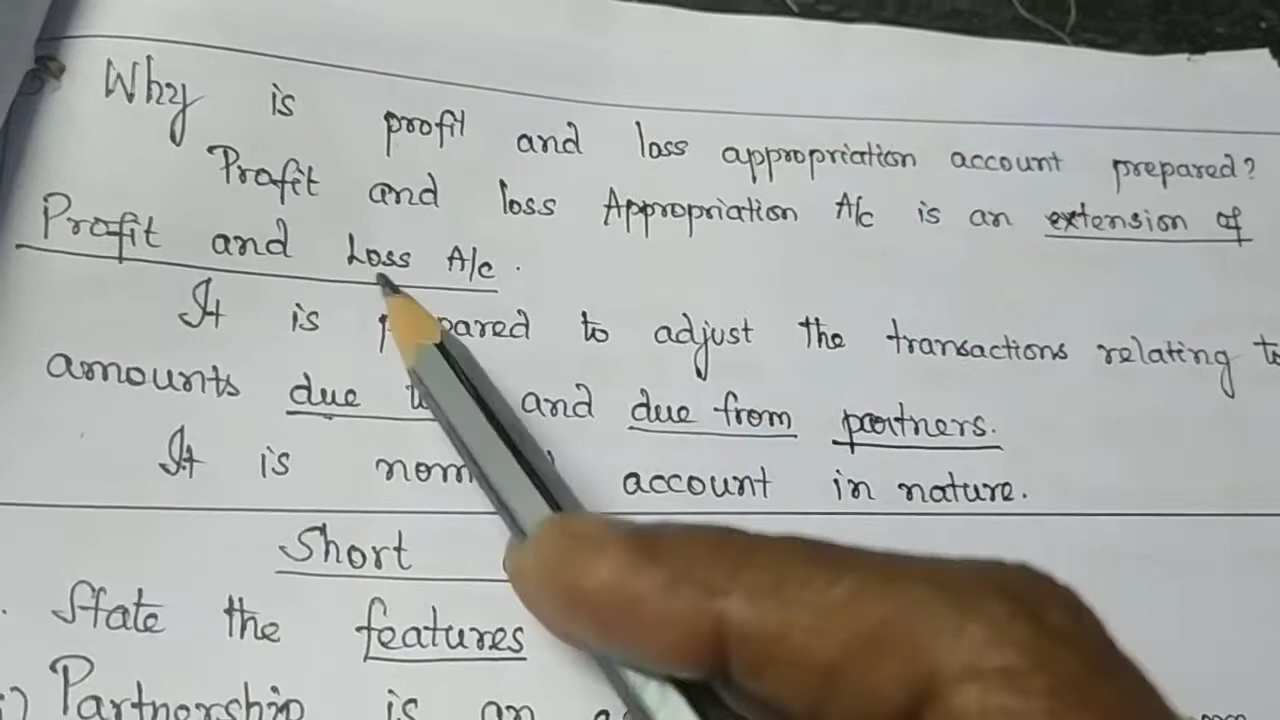 Why is profit and loss appropriation account prepared?
Profit and loss Appropriation A/c is an extension of
Profit and Loss A/c.
It is prepared to adjust the transactions relating to
amounts due to and due from partners.
It is nominal account in nature.
Short
State the features
i) Partnership is an